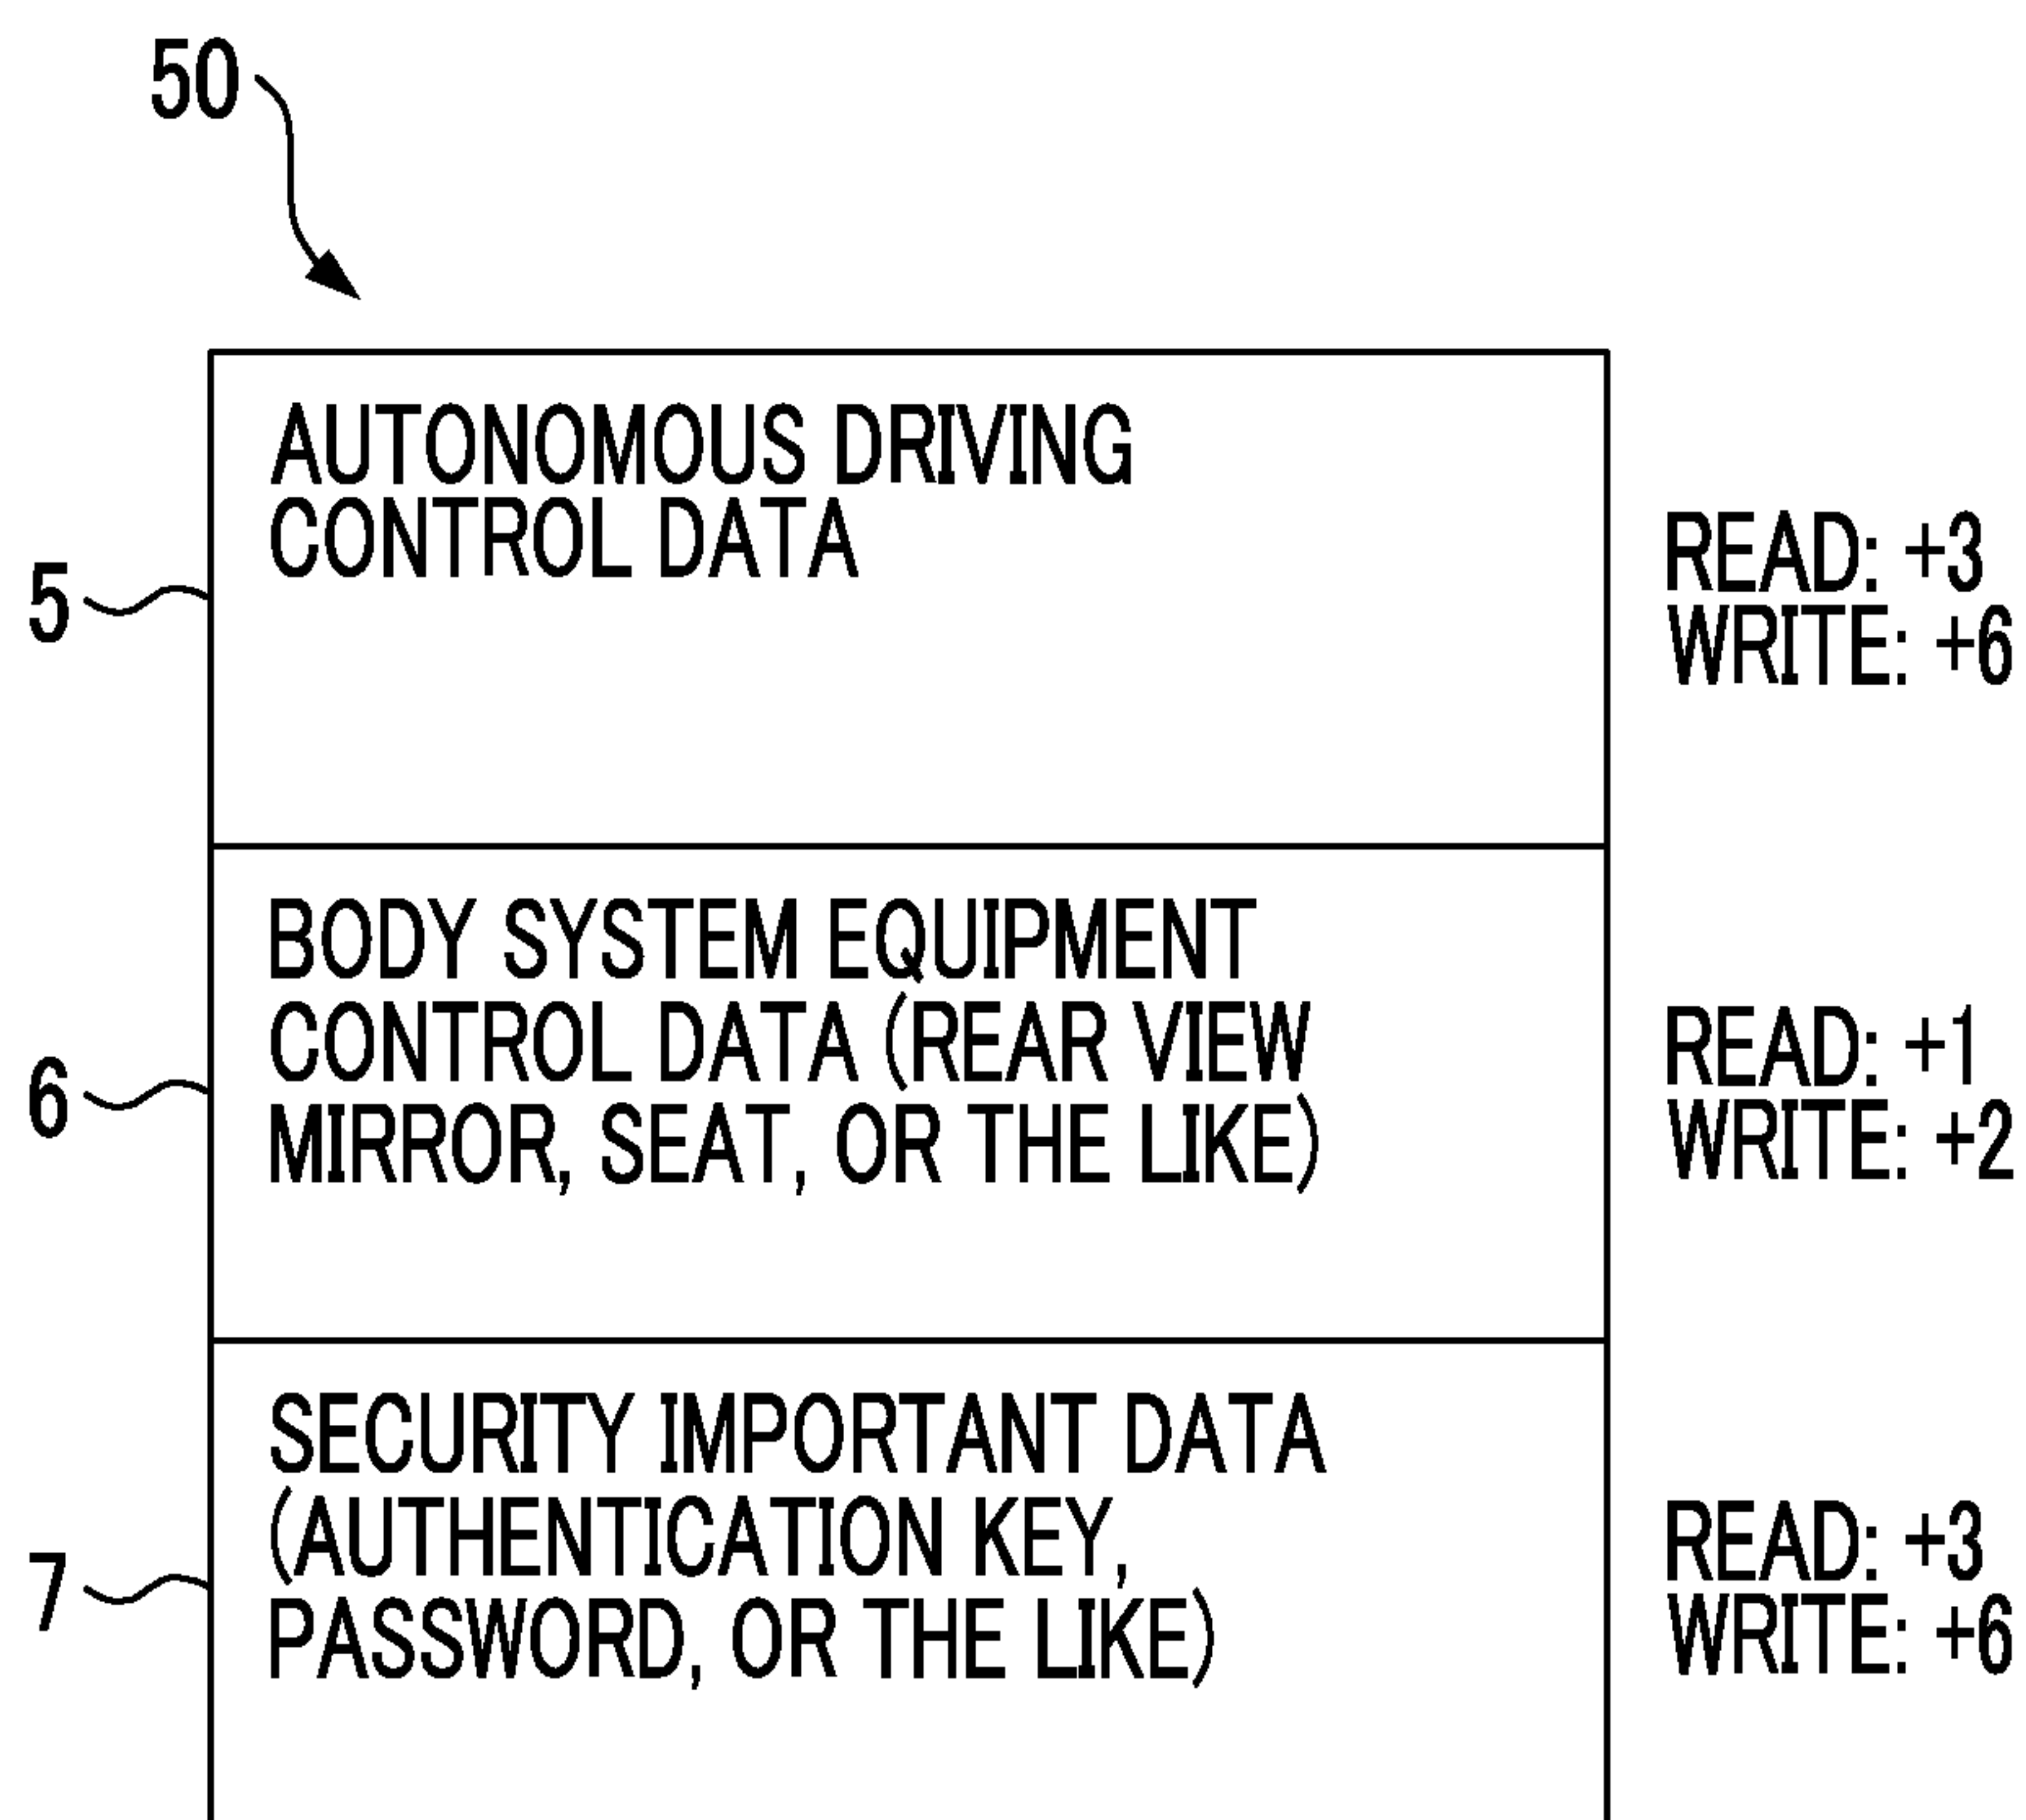 50
AUTONOMOUS DRIVING
CONTROL DATA
5
READ: +3
WRITE: +6
BODY SYSTEM EQUIPMENT
CONTROL DATA (REAR VIEW
MIRROR, SEAT, OR THE LIKE)
6
READ: +1
WRITE: +2
SECURITY IMPORTANT DATA
(AUTHENTICATION KEY,
PASSWORD, OR THE LIKE)
7
READ: +3
WRITE: +6